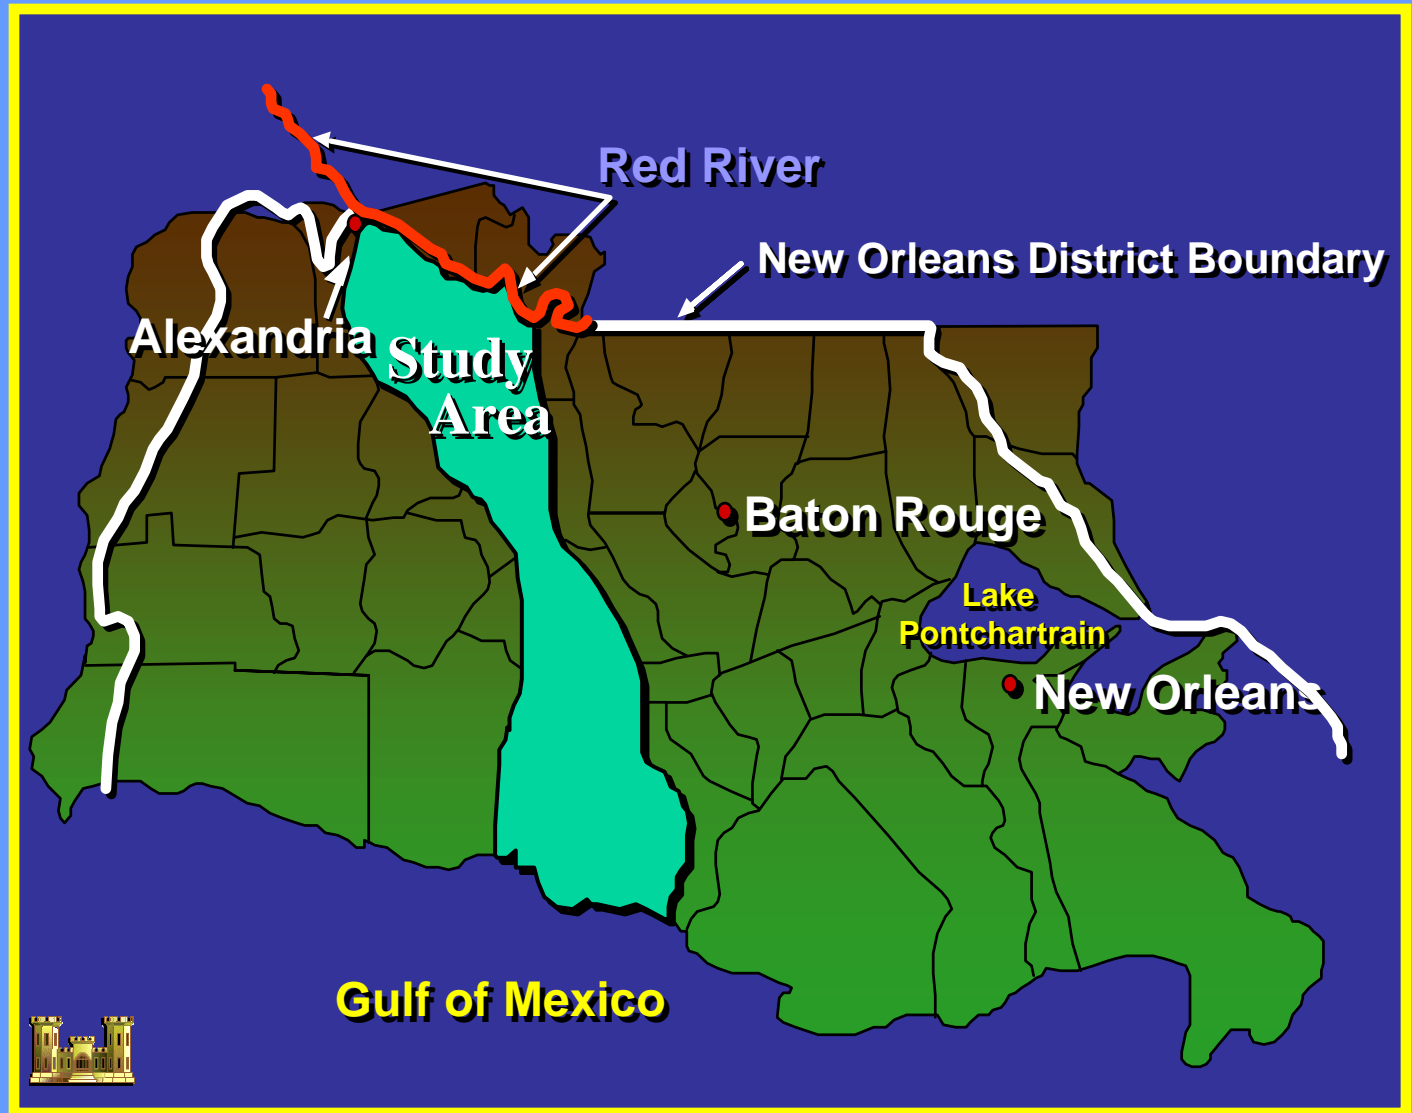 Red River
New Orleans District Boundary
Alexandria
Study
Area
Baton Rouge
Lake
Pontchartrain
New Orleans
Gulf of Mexico